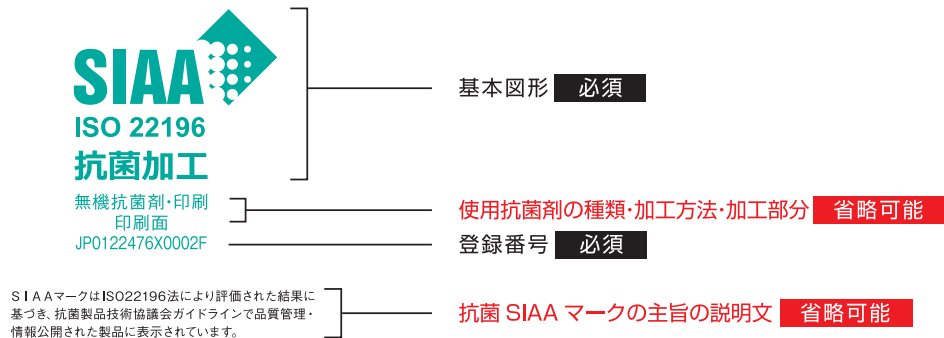 SIAA
ISO 22196
抗菌加工
無機抗菌剤・印刷
印刷面
JP0122476X0002F
SIAAマークはISO22196法により評価された結果に
基づき、抗菌製品技術協議会ガイドラインで品質管理・
情報公開された製品に表示されています。
基本図形 必須
使用抗菌剤の種類・加工方法・加工部分 省略可能
登録番号 必須
抗菌 SIAA マークの主旨の説明文 省略可能